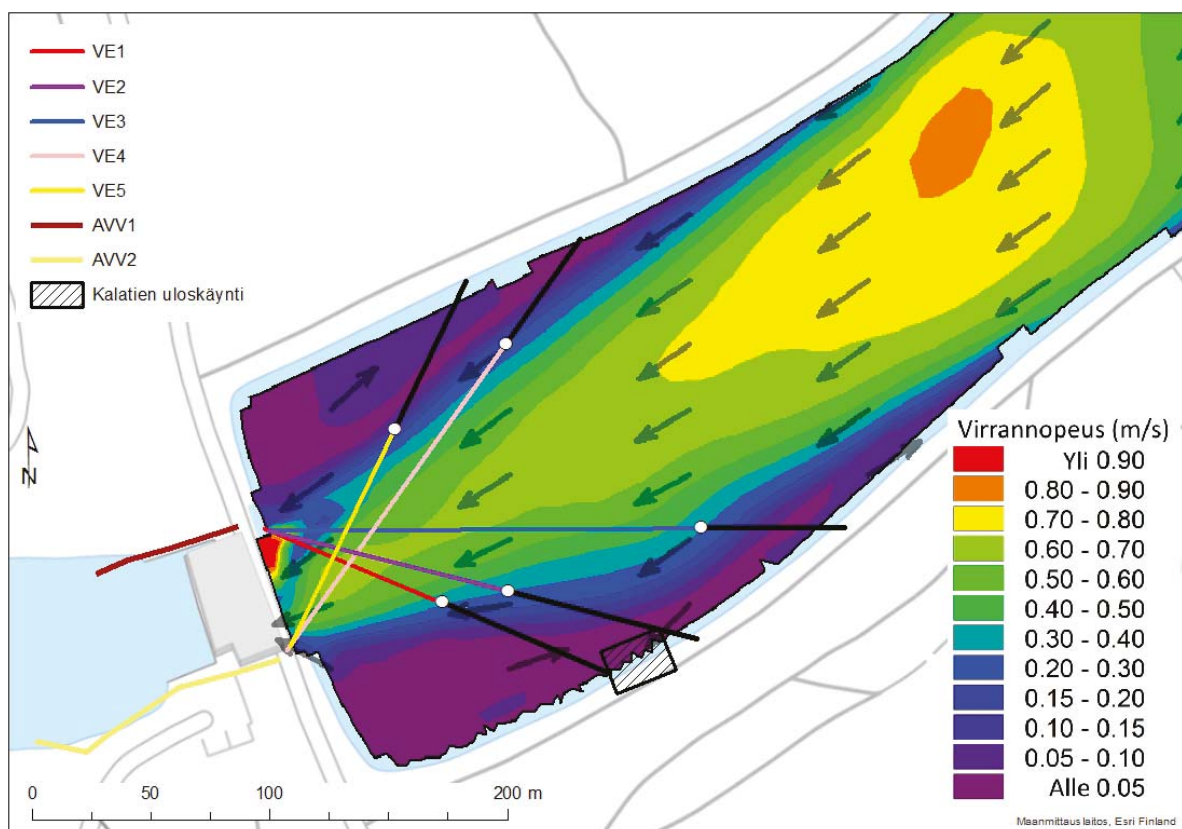 VE1
VE2
VE3
VE4
VE5
AVV1
AVV2
Kalatien uloskäynti
N
Virrannopeus (m/s)
Yli 0.90
0.80 - 0.90
0.70 - 0.80
0.60 - 0.70
0.50 - 0.60
0.40 - 0.50
0.30 - 0.40
0.20 - 0.30
0.15 - 0.20
0.10 - 0.15
0.05 - 0.10
Alle 0.05
0 50 100 200 m
Maanmittauslaitos, Esri Finland